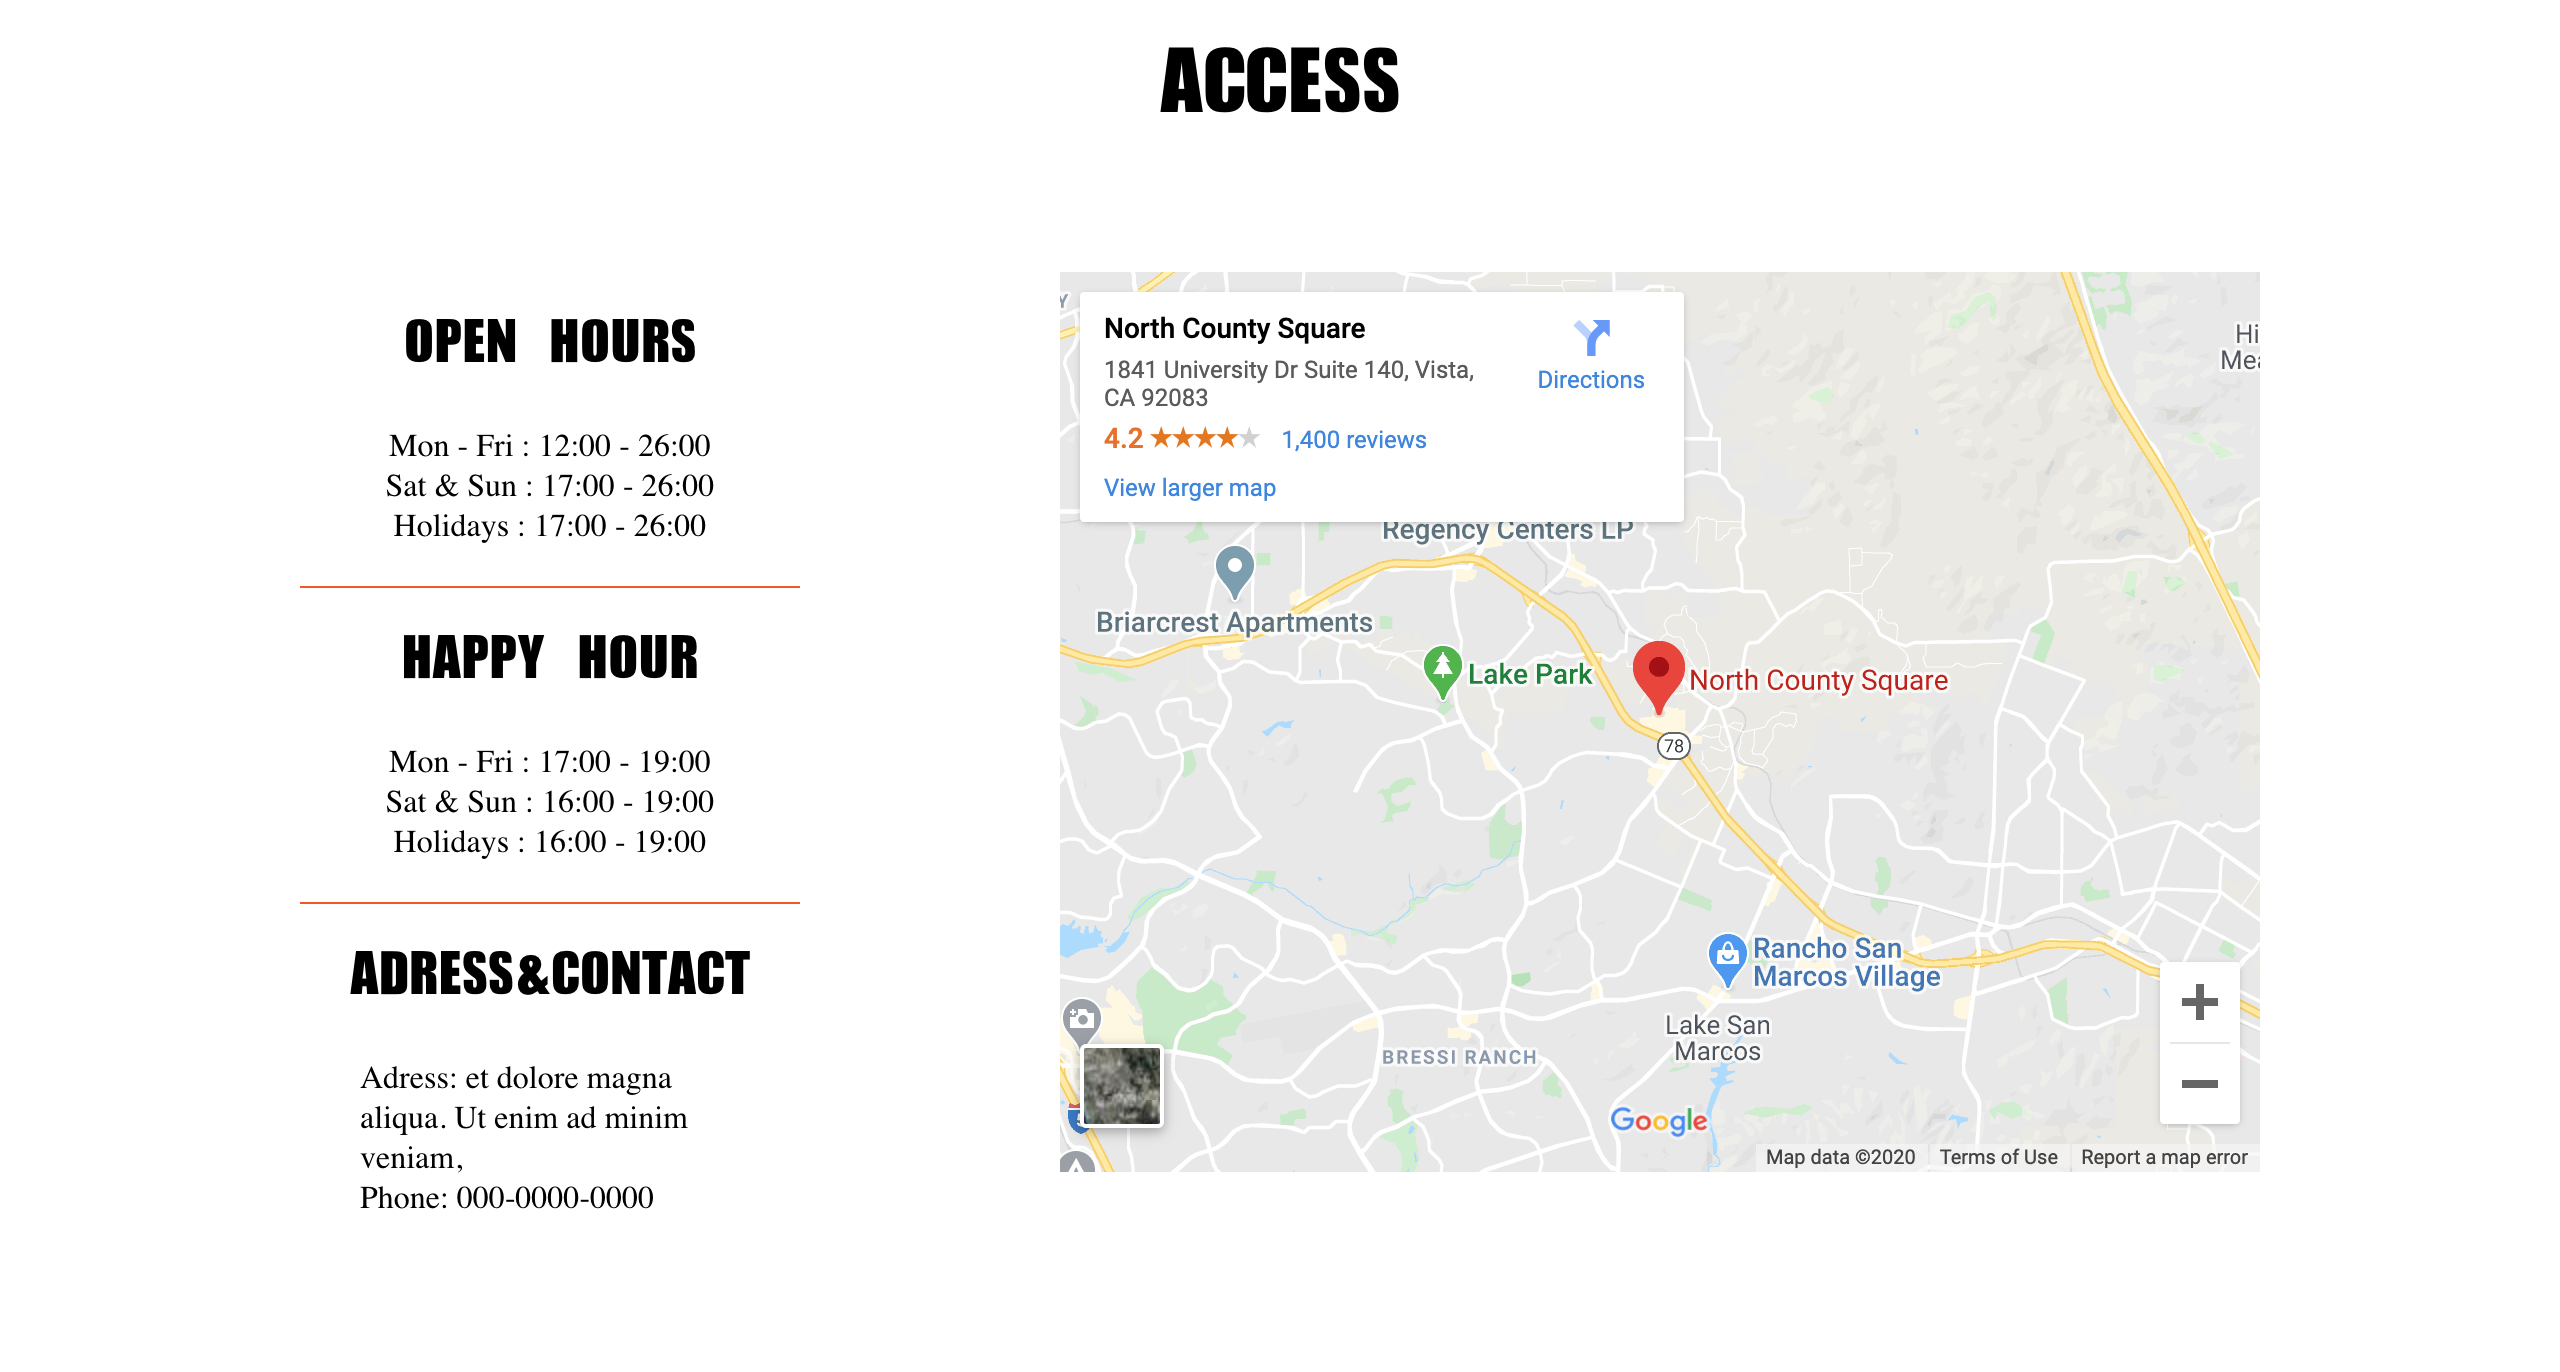 ACCESS
OPEN HOURS
Mon - Fri : 12:00 - 26:00
Sat & Sun : 17:00 - 26:00
Holidays : 17:00 - 26:00
HAPPY HOUR
Mon - Fri : 17:00 - 19:00
Sat & Sun : 16:00 - 19:00
Holidays : 16:00 - 19:00
ADRESS&CONTACT
Adress: et dolore magna
aliqua. Ut enim ad minim
veniam,
Phone: 000-0000-0000
North County Square
1841 University Dr Suite 140, Vista,
CA 92083
Directions
4.2 ★★★★★ 1,400 reviews
View larger map
Regency Centers LP
Briarcrest Apartments
Lake Park
North County Square
78
Rancho San
Marcos Village
Lake San
Marcos
BRESSI RANCH
Google
Map data ©2020
Terms of Use
Report a map error